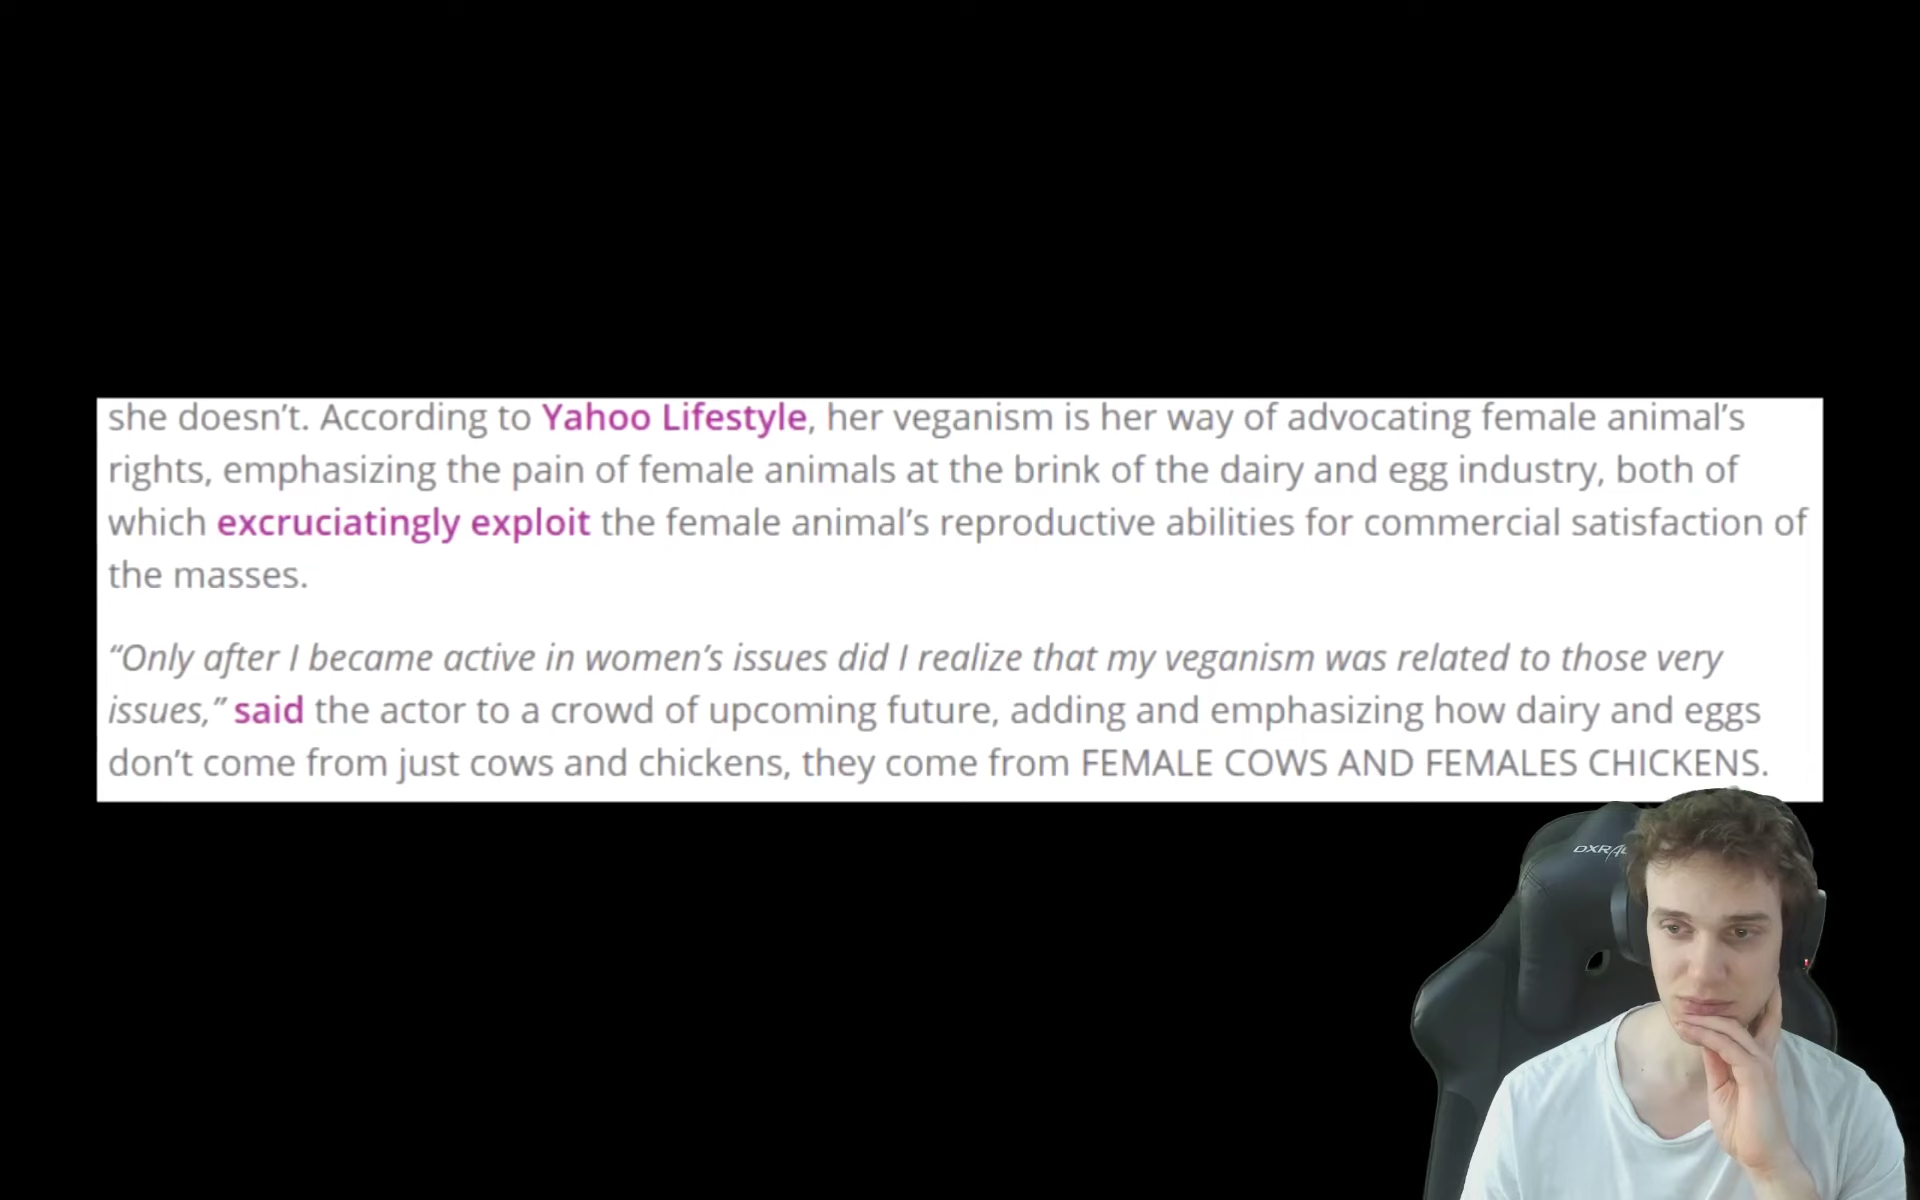 she doesn’t. According to Yahoo Lifestyle, her veganism is her way of advocating female animal’s
rights, emphasizing the pain of female animals at the brink of the dairy and egg industry, both of
which excruciatingly exploit the female animal’s reproductive abilities for commercial satisfaction of
the masses.
“Only after I became active in women’s issues did I realize that my veganism was related to those very
issues,” said the actor to a crowd of upcoming future, adding and emphasizing how dairy and eggs
don’t come from just cows and chickens, they come from FEMALE COWS AND FEMALES CHICKENS.